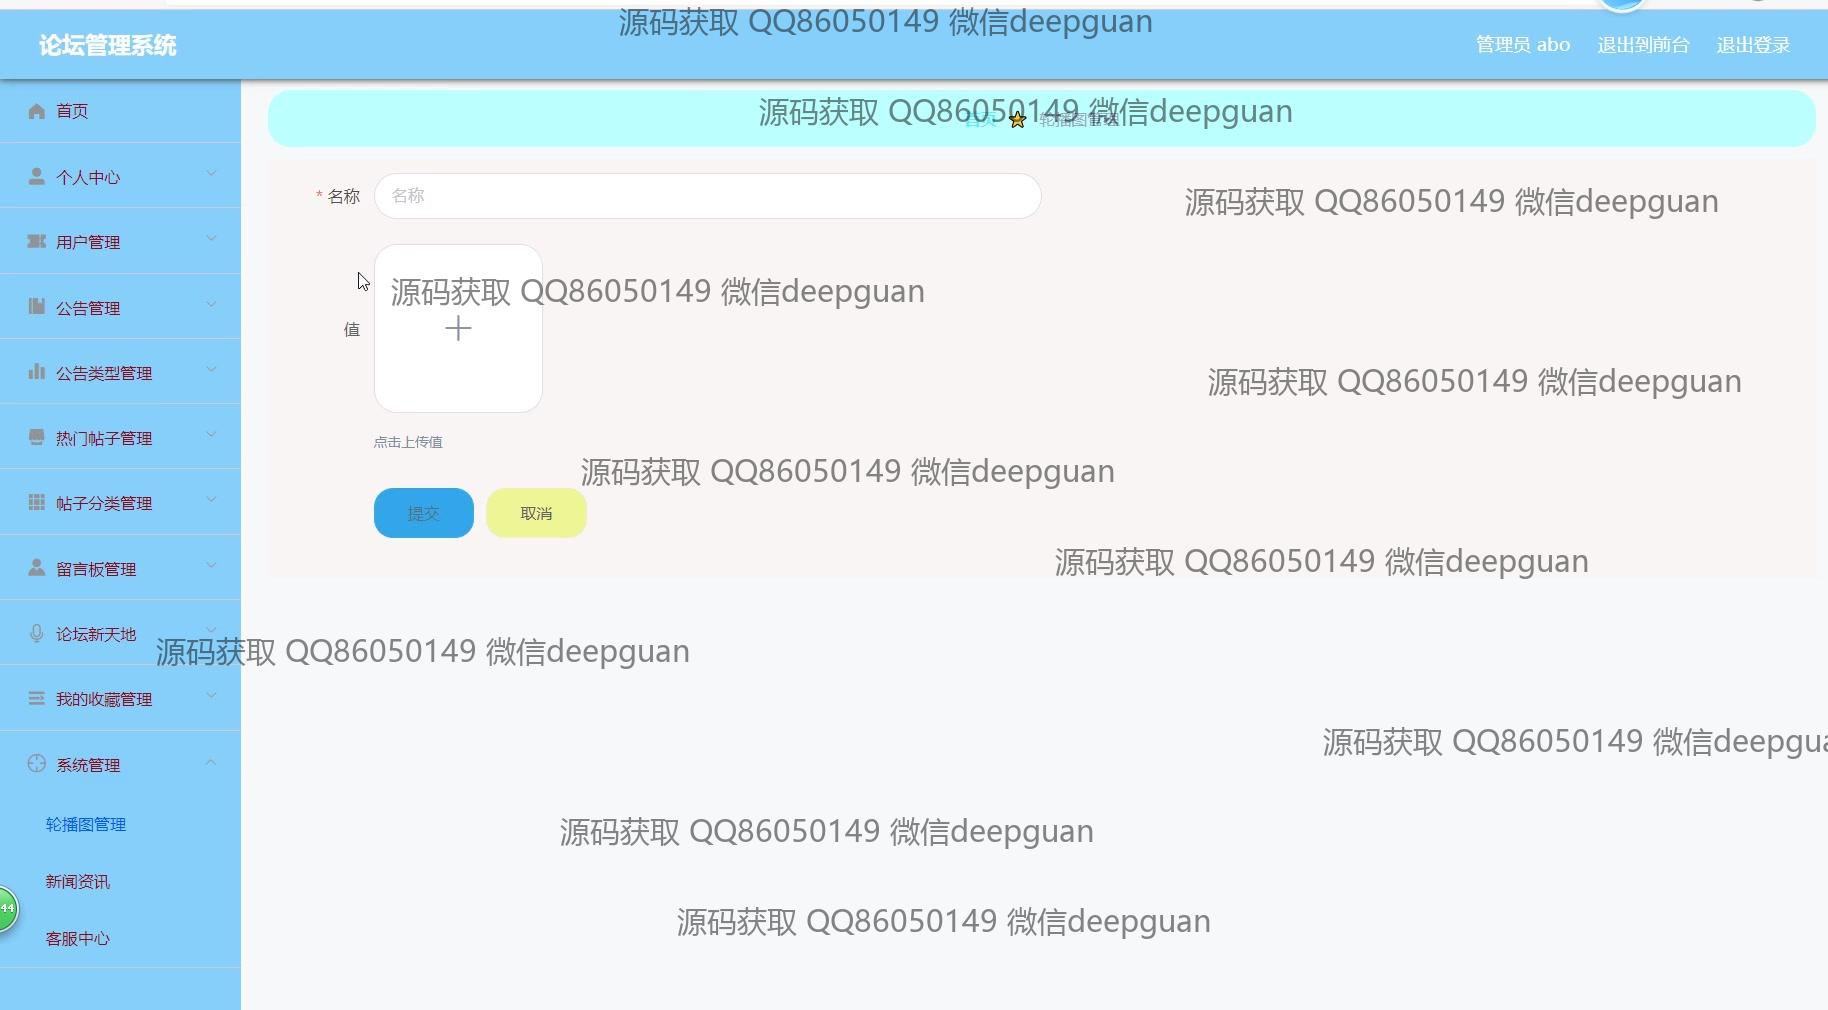 源码获取 QQ86050149 微信deepguan
论坛管理系统
管理员 abo
退出到前台
退出登录
首页
源码获取 QQ86050149 微信deepguan
首页
轮播图管理
个人中心
* 名称
名称
源码获取 QQ86050149 微信deepguan
用户管理
源码获取 QQ86050149 微信deepguan
公告管理
值
公告类型管理
源码获取 QQ86050149 微信deepguan
热门帖子管理
点击上传值
源码获取 QQ86050149 微信deepguan
帖子分类管理
提交
取消
留言板管理
源码获取 QQ86050149 微信deepguan
论坛新天地
源码获取 QQ86050149 微信deepguan
我的收藏管理
源码获取 QQ86050149 微信deepgua
系统管理
轮播图管理
源码获取 QQ86050149 微信deepguan
新闻资讯
44
源码获取 QQ86050149 微信deepguan
客服中心